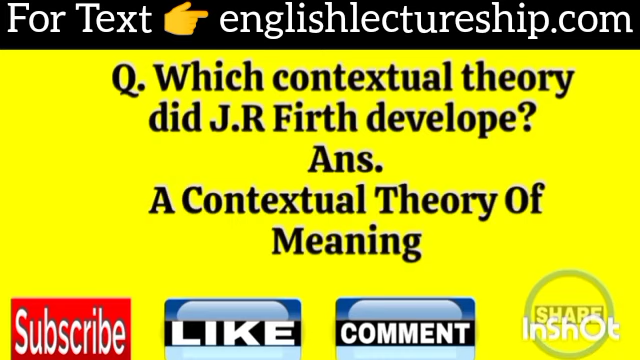 For Text 👉 englishlectureship.com
Q. Which contextual theory
did J.R Firth develope?
Ans.
A Contextual Theory Of
Meaning
Subscribe
LIKE
COMMENT
SHARE
InShOt